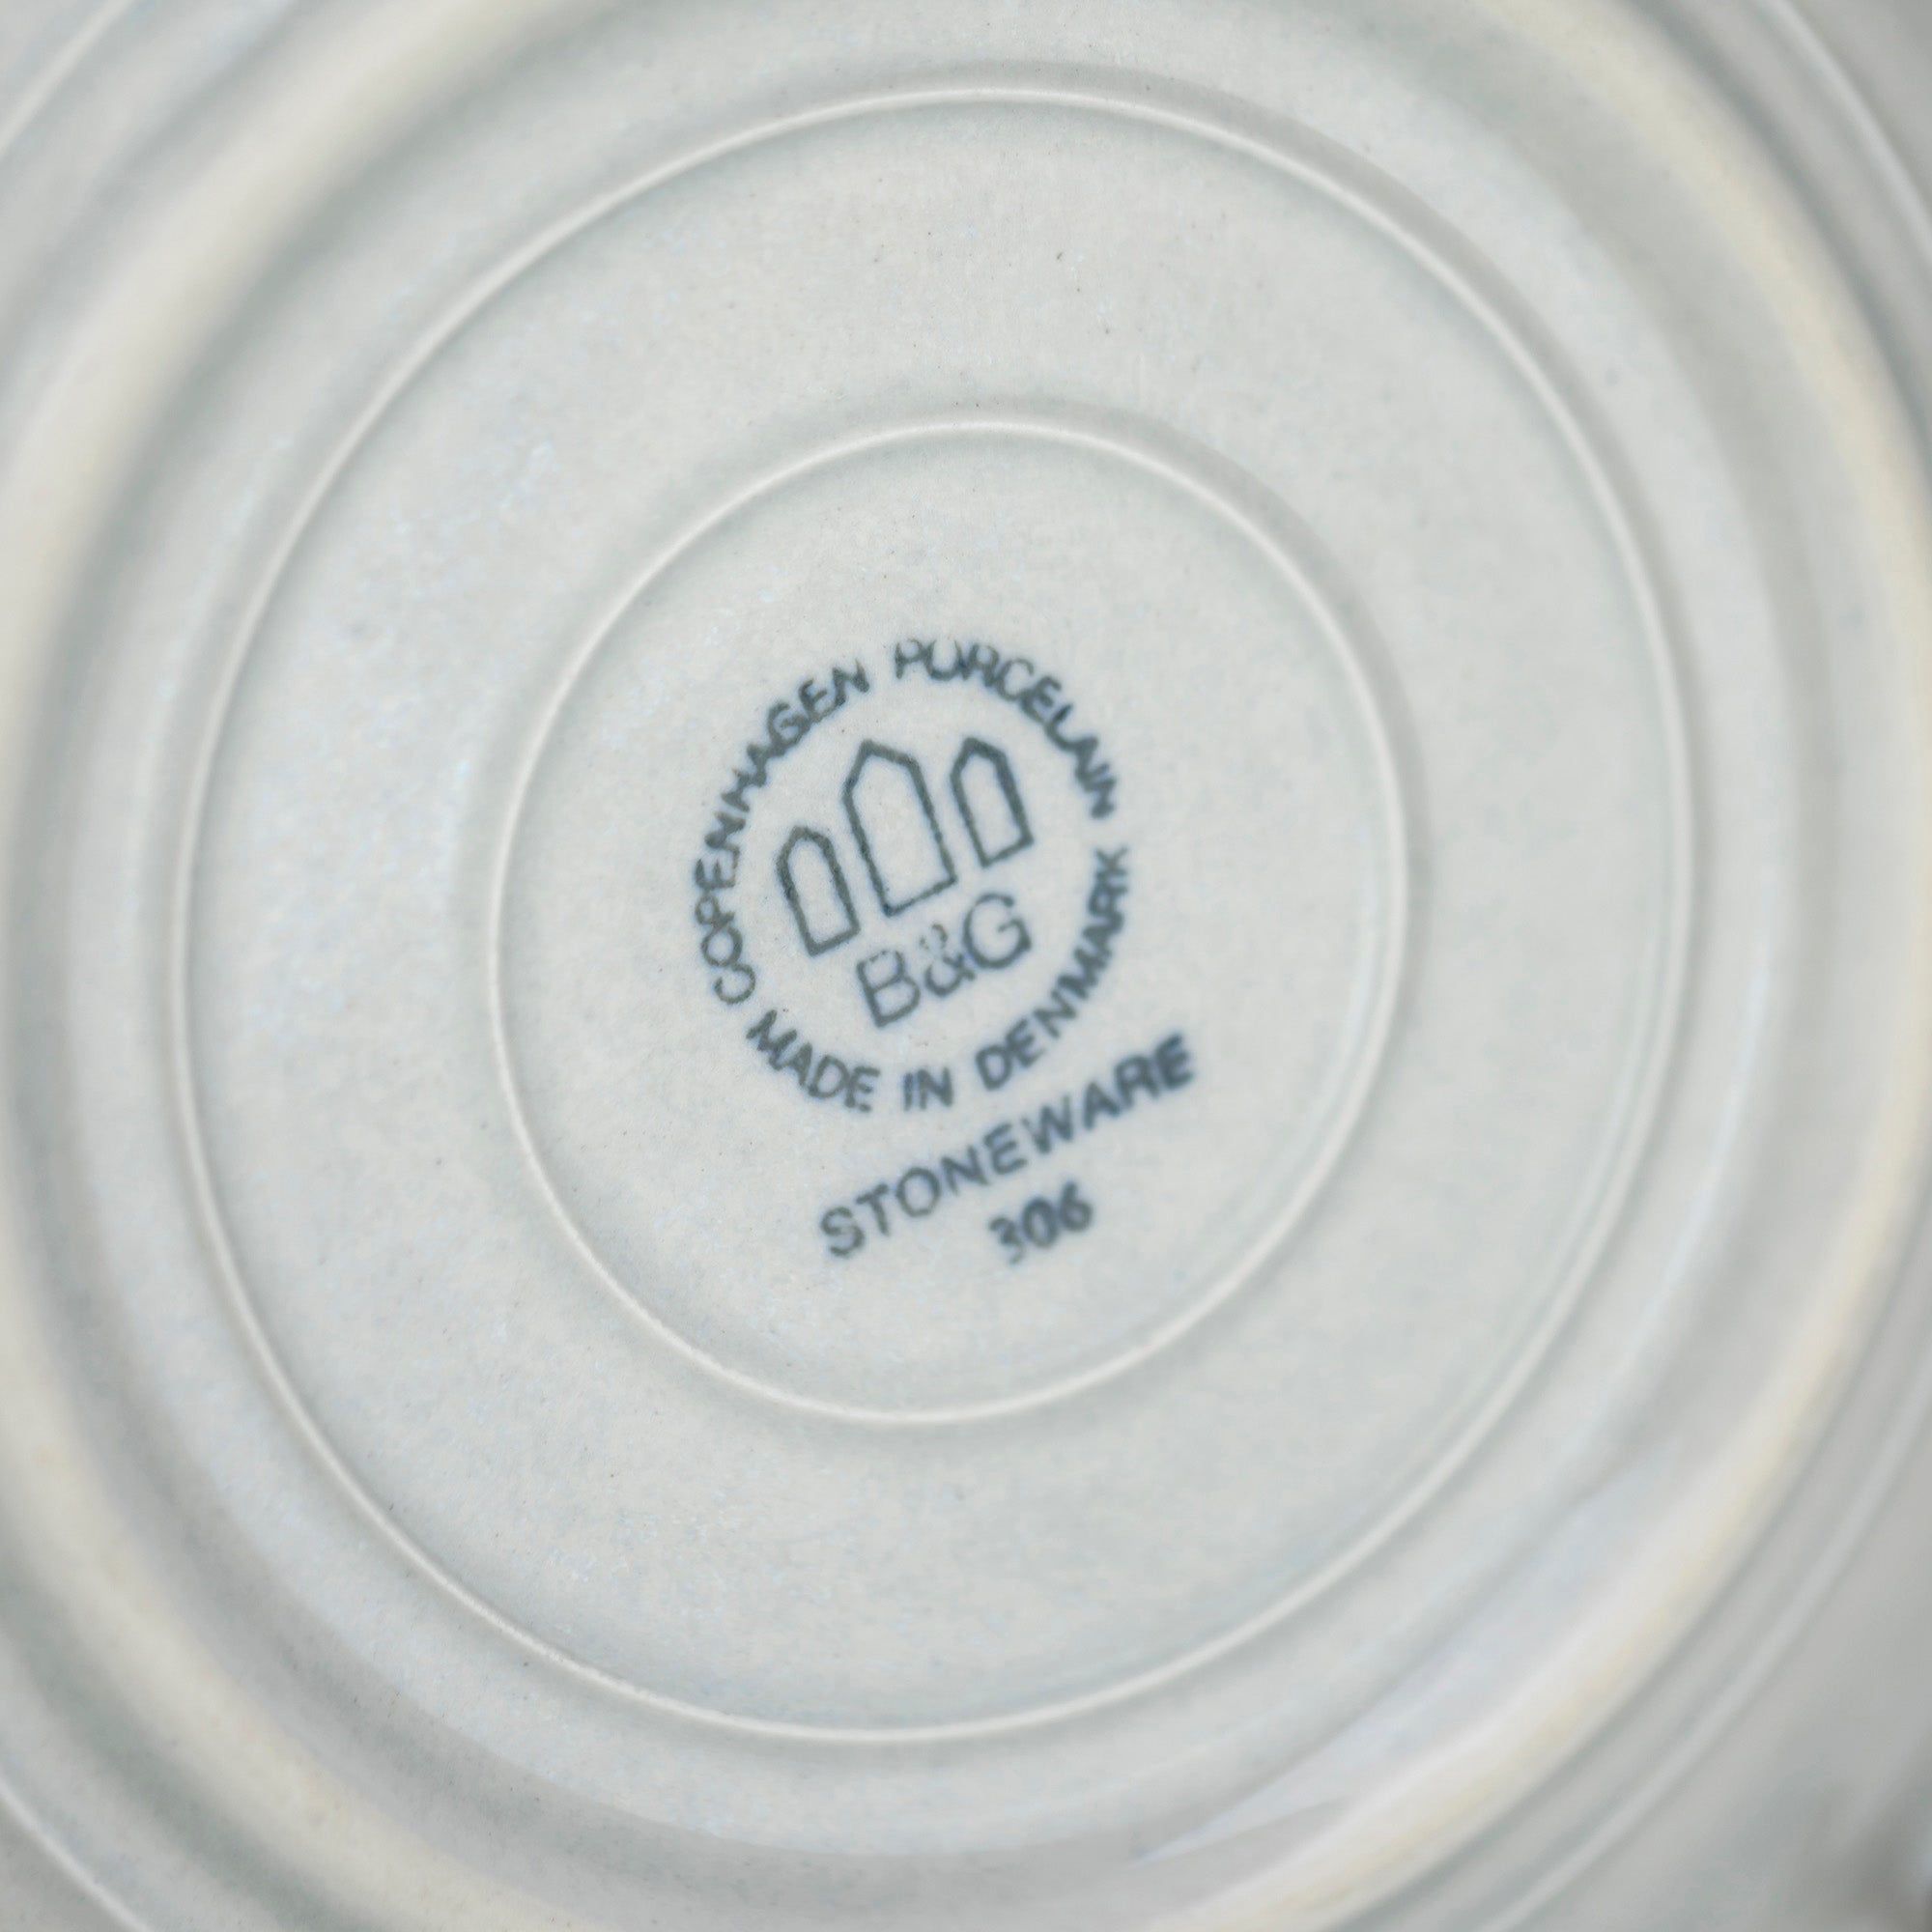 COPENHAGEN PORCELAIN
B&G
MADE IN DENMARK
STONEWARE
306